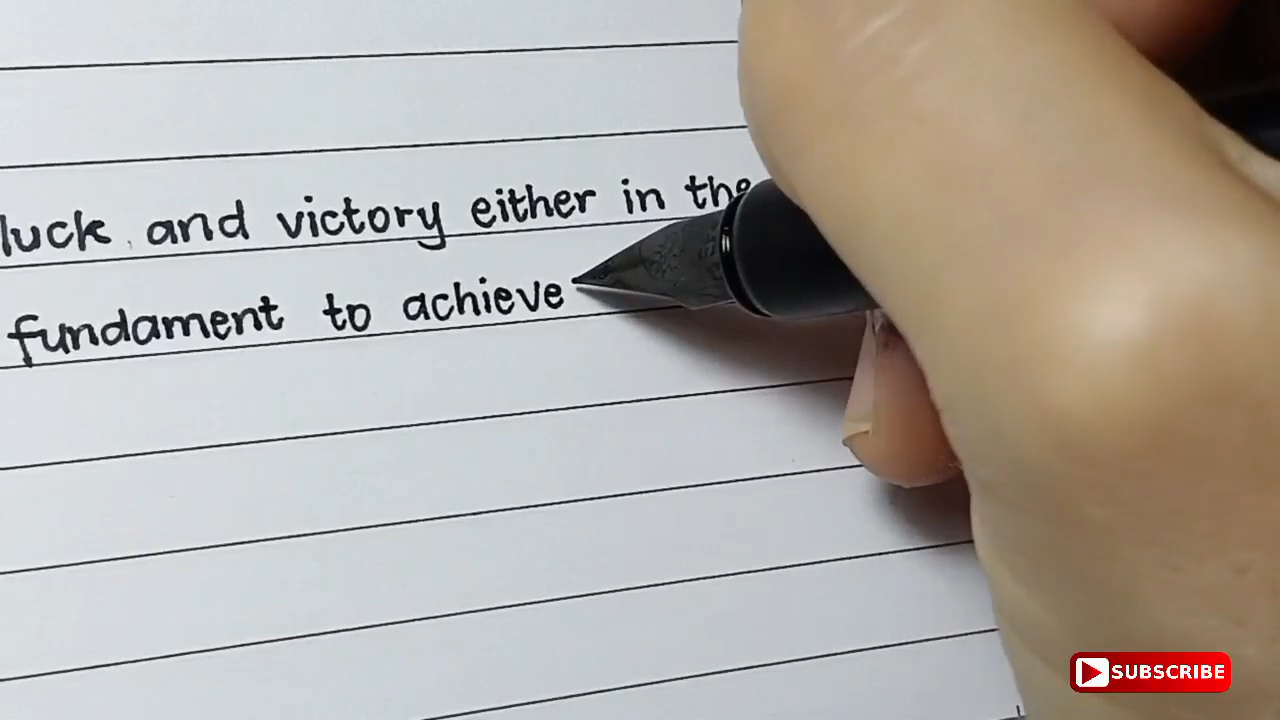 luck and victory either in the
fundament to achieve
SUBSCRIBE